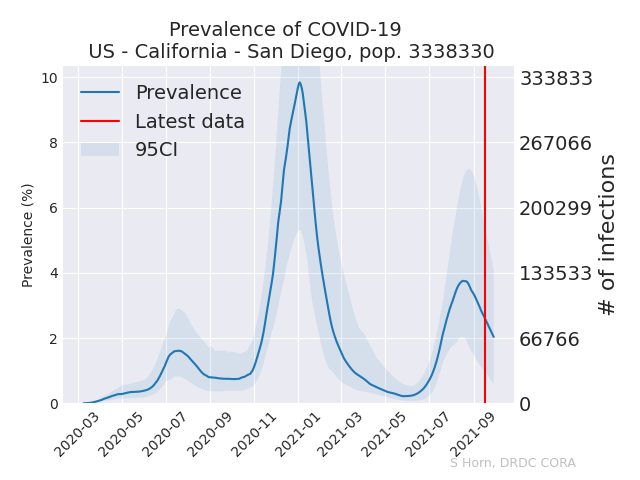 Prevalence of COVID-19
US - California - San Diego, pop. 3338330
Prevalence
Latest data
95CI
Prevalence (%)
10
8
6
4
2
0
333833
267066
200299
133533
66766
0
# of infections
2020-03
2020-05
2020-07
2020-09
2020-11
2021-01
2021-03
2021-05
2021-07
2021-09
S Horn, DRDC CORA